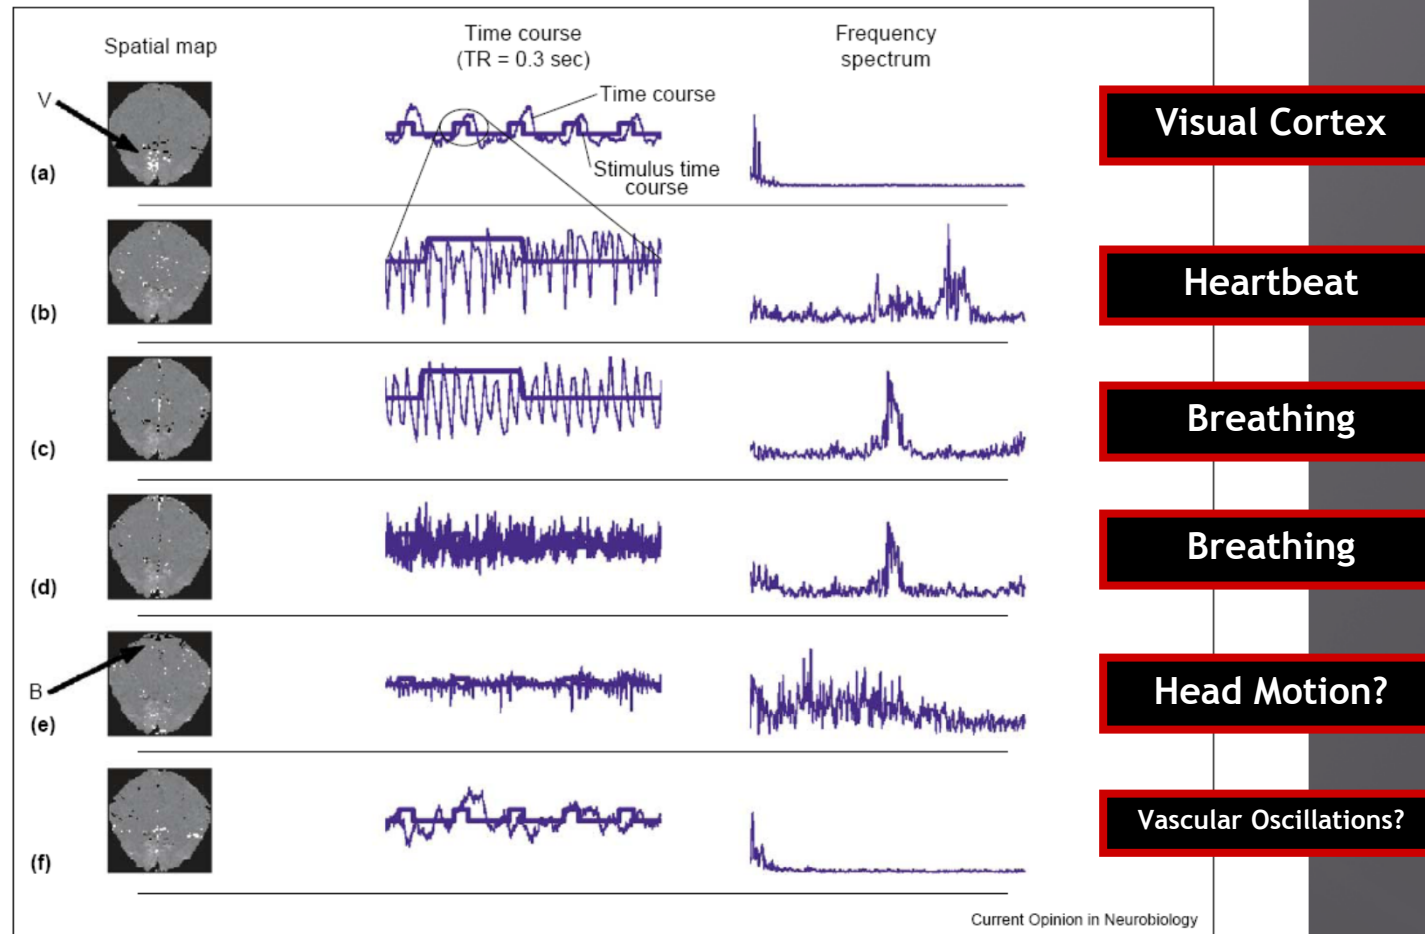 Spatial map
Time course
(TR = 0.3 sec)
Frequency
spectrum
V
(a)
Time course
Stimulus time
course
Visual Cortex
(b)
Heartbeat
(c)
Breathing
(d)
Breathing
B
(e)
Head Motion?
(f)
Vascular Oscillations?
Current Opinion in Neurobiology